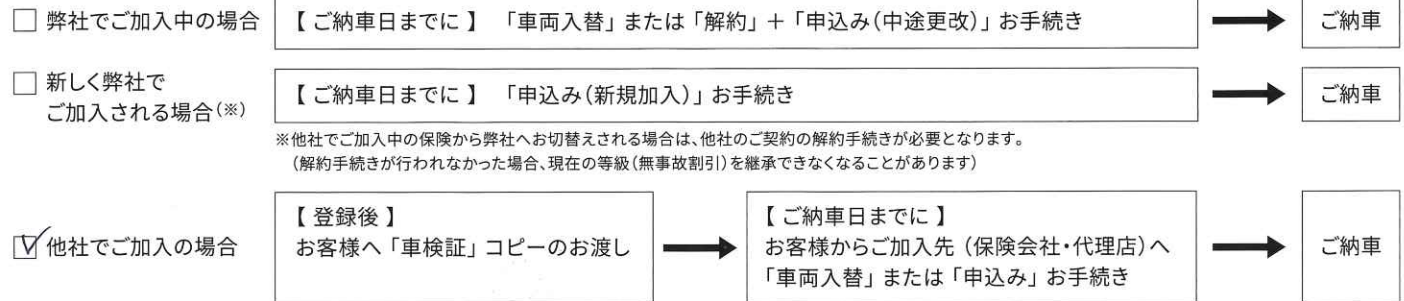 □ 弊社でご加入中の場合
【ご納車日までに】 「車両入替」または「解約」+「申込み(中途更改)」お手続き
ご納車
□ 新しく弊社で
ご加入される場合(※)
【ご納車日までに】 「申込み(新規加入)」お手続き
ご納車
※他社でご加入中の保険から弊社へお切替えされる場合は、他社のご契約の解約手続きが必要となります。
(解約手続きが行われなかった場合、現在の等級(無事故割引)を継承できなくなることがあります)
☑ 他社でご加入の場合
【登録後】
お客様へ「車検証」コピーのお渡し
【ご納車日までに】
お客様からご加入先(保険会社・代理店)へ
「車両入替」または「申込み」お手続き
ご納車